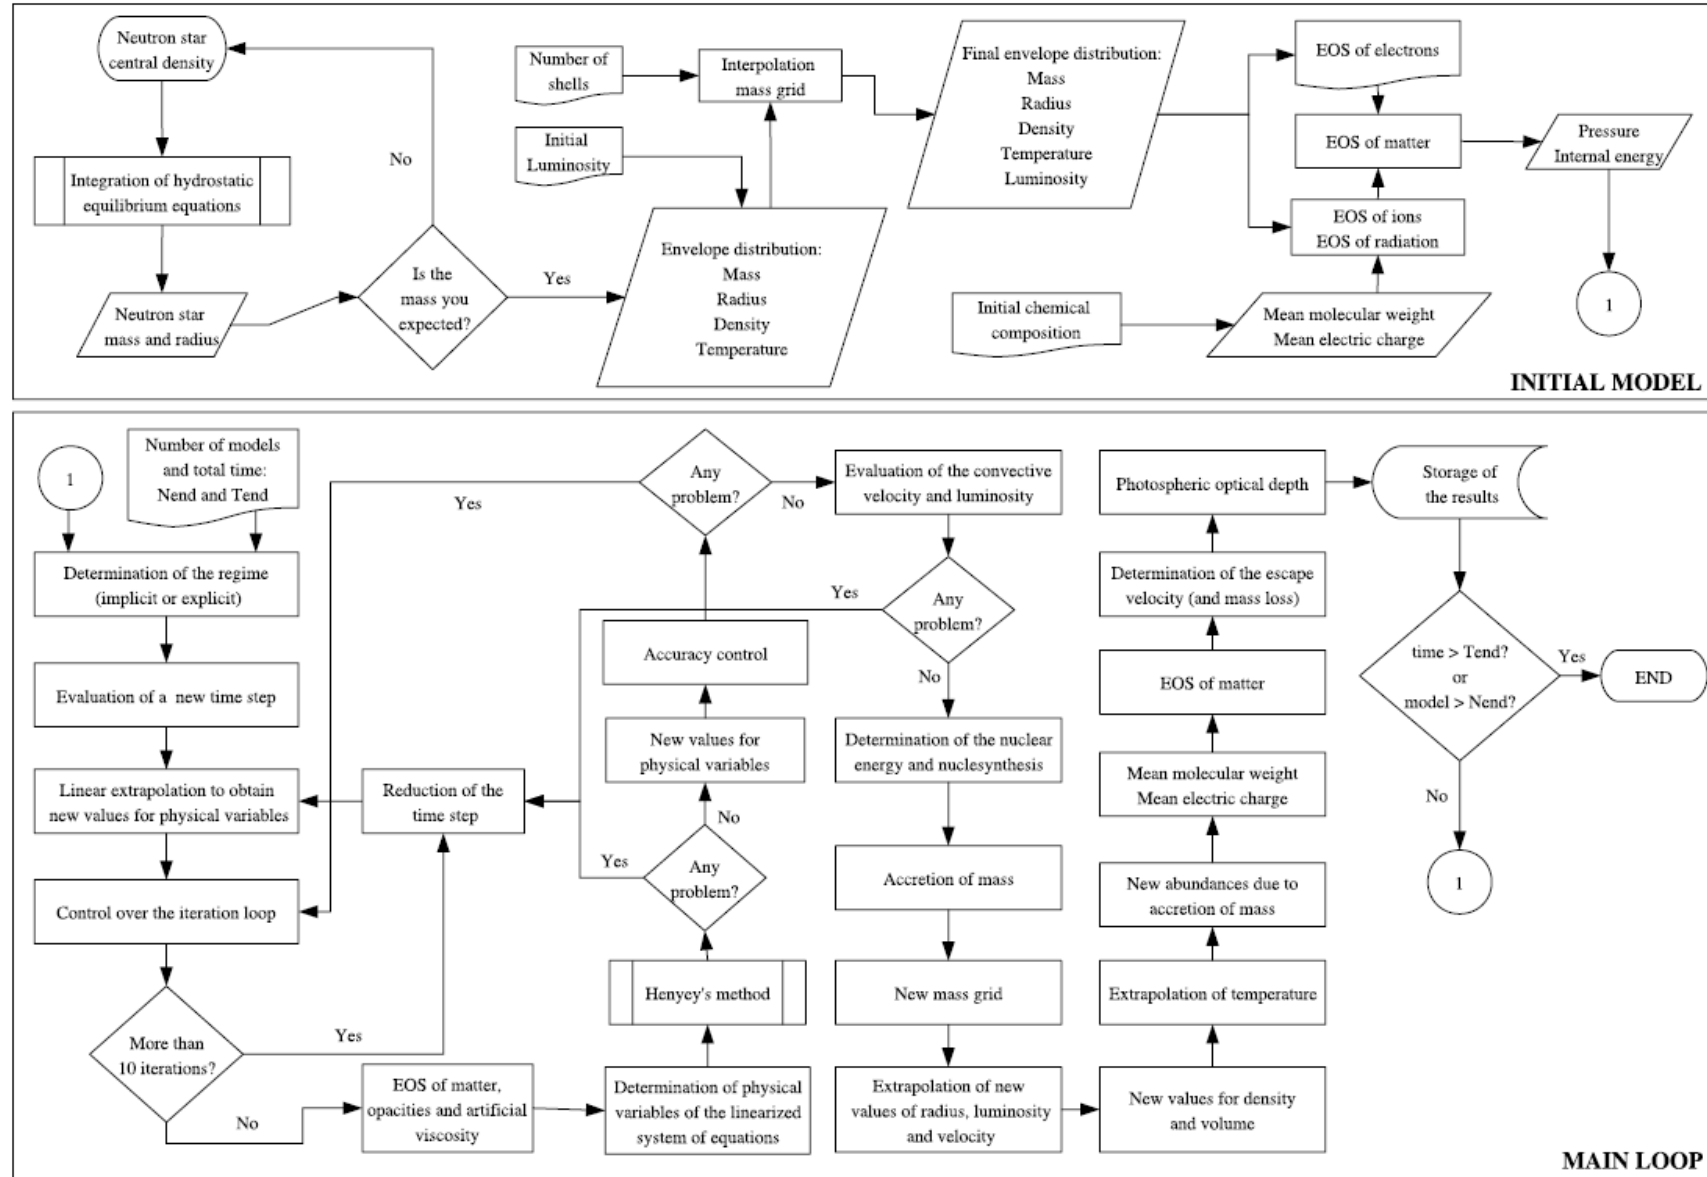 Neutron star
central density
Integration of hydrostatic
equilibrium equations
Neutron star
mass and radius
Is the
mass you
expected?
No
Yes
Number of
shells
Initial
Luminosity
Interpolation
mass grid
Envelope distribution:
Mass
Radius
Density
Temperature
Final envelope distribution:
Mass
Radius
Density
Temperature
Luminosity
Initial chemical
composition
EOS of electrons
EOS of matter
EOS of ions
EOS of radiation
Mean molecular weight
Mean electric charge
Pressure
Internal energy
1
INITIAL MODEL
1
Number of models
and total time:
Nend and Tend
Determination of the regime
(implicit or explicit)
Evaluation of a new time step
Linear extrapolation to obtain
new values for physical variables
Control over the iteration loop
More than
10 iterations?
Yes
No
Reduction of the
time step
EOS of matter,
opacities and artificial
viscosity
Determination of physical
variables of the linearized
system of equations
Henyey's method
Any
problem?
Yes
No
New values for
physical variables
Accuracy control
Any
problem?
Yes
No
Evaluation of the convective
velocity and luminosity
Any
problem?
Yes
No
Determination of the nuclear
energy and nuclesynthesis
Accretion of mass
New mass grid
Extrapolation of new
values of radius, luminosity
and velocity
New values for density
and volume
Extrapolation of temperature
New abundances due to
accretion of mass
Mean molecular weight
Mean electric charge
EOS of matter
Determination of the escape
velocity (and mass loss)
Photospheric optical depth
Storage of
the results
time > Tend?
or
model > Nend?
Yes
END
No
1
MAIN LOOP